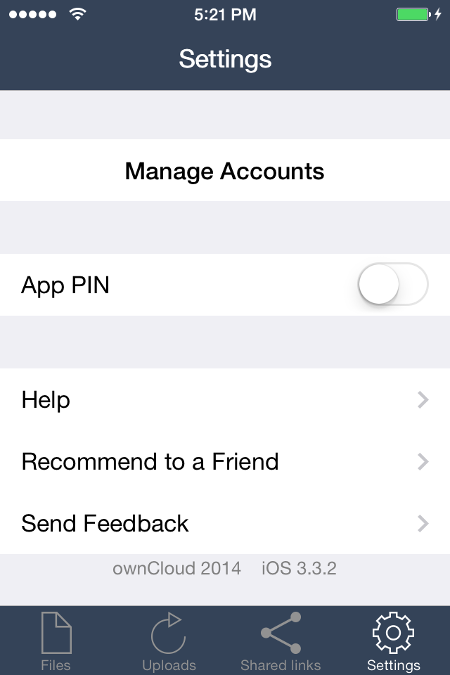 5:21 PM
Settings
Manage Accounts
App PIN
Help
Recommend to a Friend
Send Feedback
ownCloud 2014 iOS 3.3.2
Files Uploads Shared links Settings